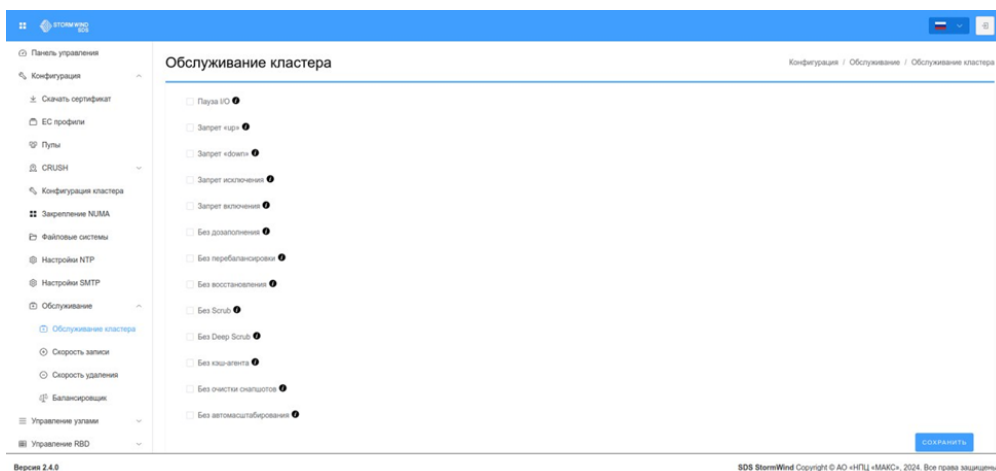 STORMWIND
SDS
Панель управления
Конфигурация
Скачать сертификат
EC профили
Пулы
CRUSH
Конфигурация кластера
Закрепление NUMA
Файловые системы
Настройки NTP
Настройки SMTP
Обслуживание
Обслуживание кластера
Скорость записи
Скорость удаления
Балансировщик
Управление узлами
Управление RBD
Обслуживание кластера
Конфигурация / Обслуживание / Обслуживание кластера
Пауза I/O
Запрет «up»
Запрет «down»
Запрет исключения
Запрет включения
Без дозаполнения
Без перебалансировки
Без восстановления
Без Scrub
Без Deep Scrub
Без кэш-агента
Без очистки снапшотов
Без автомасштабирования
СОХРАНИТЬ
Версия 2.4.0
SDS StormWind Copyright © АО «НПЦ «МАКС», 2024. Все права защищены